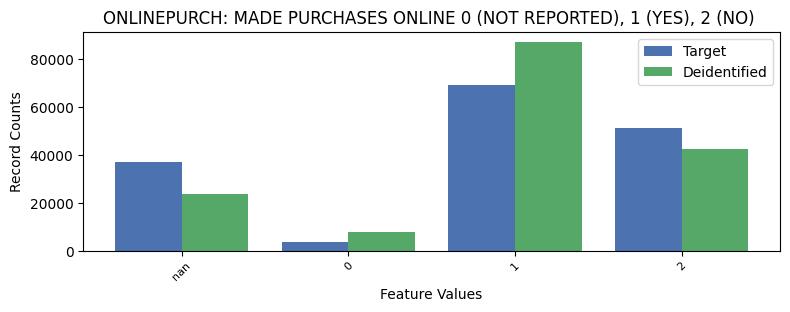 ONLINEPURCH: MADE PURCHASES ONLINE 0 (NOT REPORTED), 1 (YES), 2 (NO)
Target
Deidentified
Record Counts
80000
60000
40000
20000
0
nan
0
1
2
Feature Values